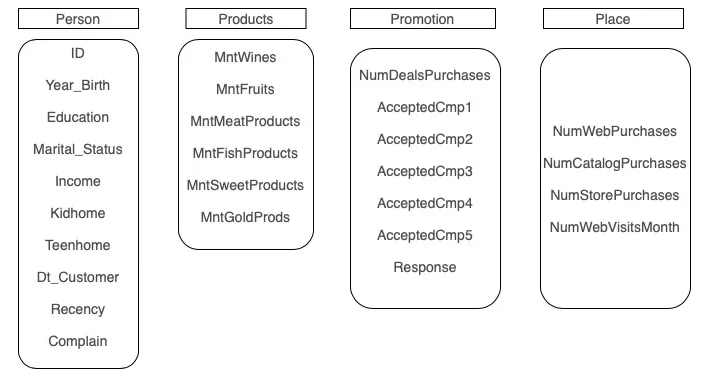 Person
ID
Year_Birth
Education
Marital_Status
Income
Kidhome
Teenhome
Dt_Customer
Recency
Complain
Products
MntWines
MntFruits
MntMeatProducts
MntFishProducts
MntSweetProducts
MntGoldProds
Promotion
NumDealsPurchases
AcceptedCmp1
AcceptedCmp2
AcceptedCmp3
AcceptedCmp4
AcceptedCmp5
Response
Place
NumWebPurchases
NumCatalogPurchases
NumStorePurchases
NumWebVisitsMonth